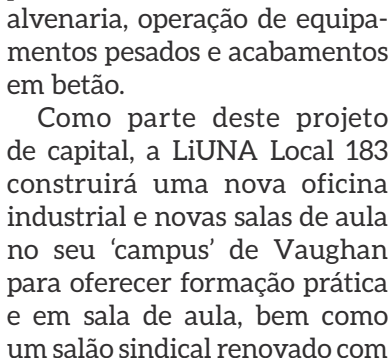 alvenaria, operação de equipa-
mentos pesados e acabamentos
em betão.
Como parte deste projeto
de capital, a LiUNA Local 183
construirá uma nova oficina
industrial e novas salas de aula
no seu ‘campus’ de Vaughan
para oferecer formação prática
e em sala de aula, bem como
um salão sindical renovado com